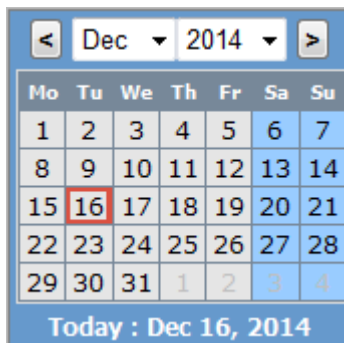 < Dec 2014 >
Mo Tu We Th Fr Sa Su
1 2 3 4 5 6 7
8 9 10 11 12 13 14
15 16 17 18 19 20 21
22 23 24 25 26 27 28
29 30 31 1 2 3 4
Today : Dec 16, 2014